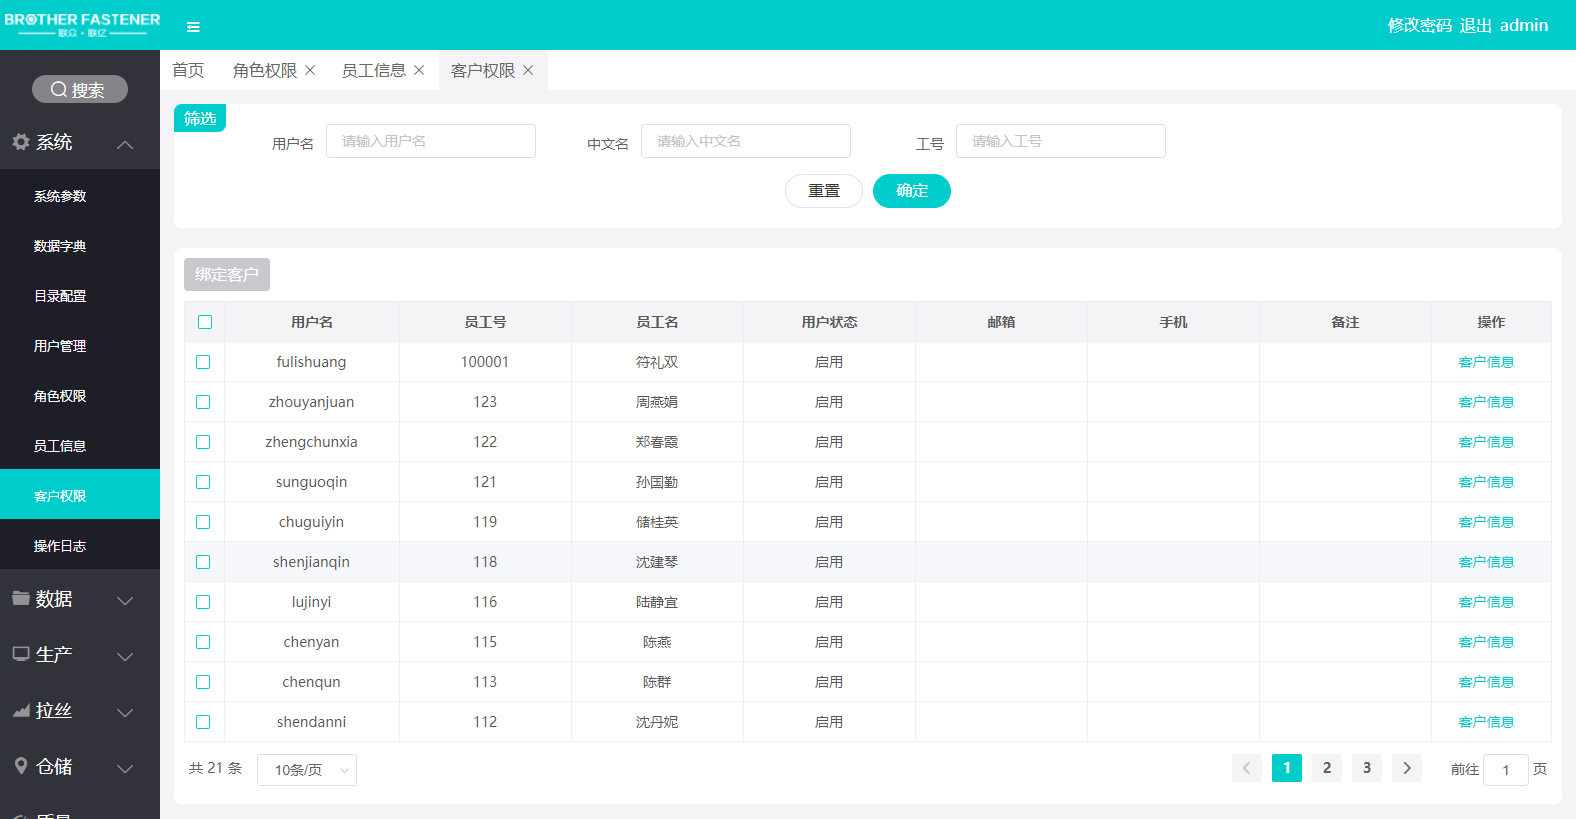 BROTHER FASTENER
联众·联亿
修改密码 退出 admin
搜索
系统
系统参数
数据字典
目录配置
用户管理
角色权限
员工信息
客户权限
操作日志
数据
生产
拉丝
仓储
首页 角色权限 员工信息 客户权限
筛选
用户名 请输入用户名 中文名 请输入中文名 工号 请输入工号
重置 确定
绑定客户
用户名 员工号 员工名 用户状态 邮箱 手机 备注 操作
fulishuang 100001 符礼双 启用 客户信息
zhouyanjuan 123 周燕娟 启用 客户信息
zhengchunxia 122 郑春霞 启用 客户信息
sunguoqin 121 孙国勤 启用 客户信息
chuguiyin 119 储桂英 启用 客户信息
shenjianqin 118 沈建琴 启用 客户信息
lujinyi 116 陆静宜 启用 客户信息
chenyan 115 陈燕 启用 客户信息
chenqun 113 陈群 启用 客户信息
shendanni 112 沈丹妮 启用 客户信息
共 21 条 10条/页 1 2 3 前往 1 页